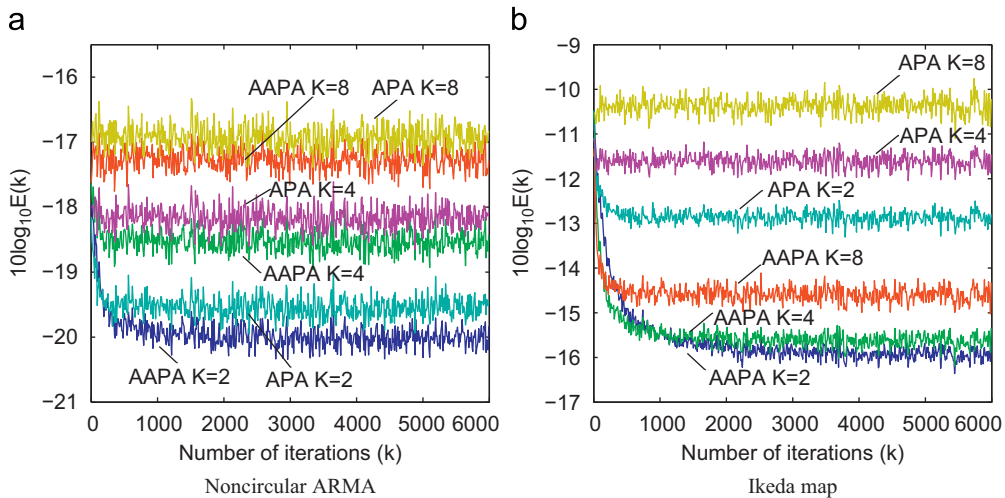 a
b
−16
−17
−18
−19
−20
−21
10log10E(k)
AAPA K=8
APA K=8
APA K=4
AAPA K=4
AAPA K=2
APA K=2
0 1000 2000 3000 4000 5000 6000
Number of iterations (k)
Noncircular ARMA
−9
−10
−11
−12
−13
−14
−15
−16
−17
10log10E(k)
APA K=8
APA K=4
APA K=2
AAPA K=8
AAPA K=4
AAPA K=2
0 1000 2000 3000 4000 5000 6000
Number of iterations (k)
Ikeda map